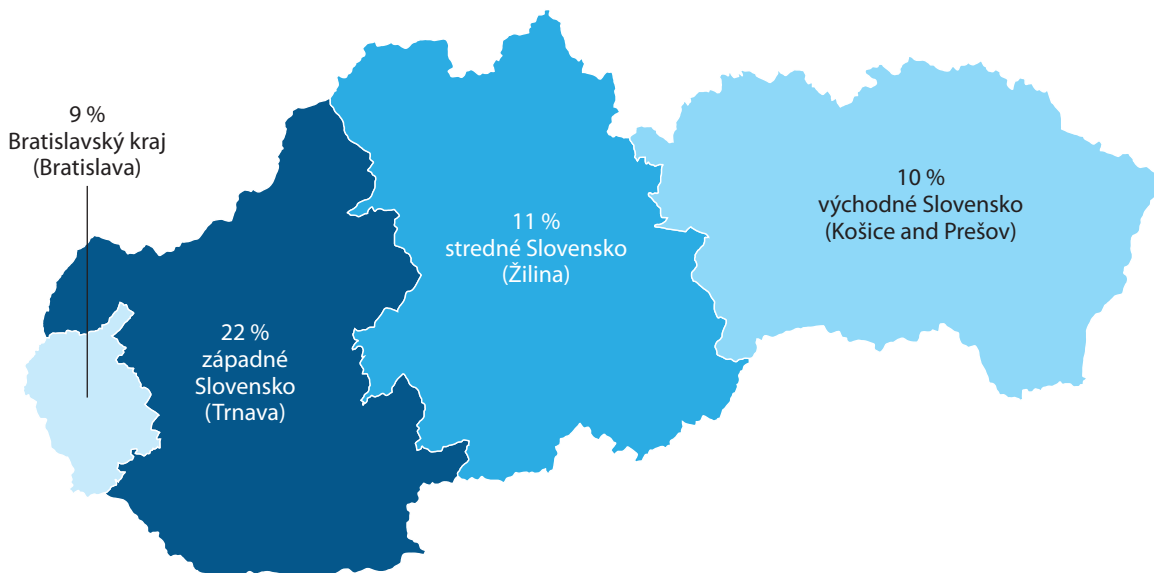 9 %
Bratislavský kraj
(Bratislava)
22 %
západné
Slovensko
(Trnava)
11 %
stredné Slovensko
(Žilina)
10 %
východné Slovensko
(Košice and Prešov)